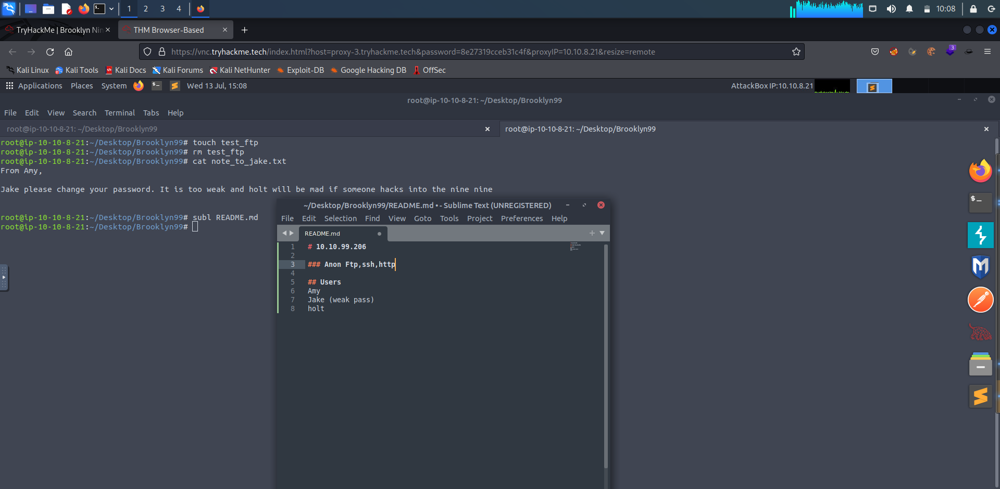 1 2 3 4 10:08
TryHackMe | Brooklyn Nin
THM Browser-Based
https://vnc.tryhackme.tech/index.html?host=proxy-3.tryhackme.tech&password=8e27319cceb31c4f&proxyIP=10.10.8.21&resize=remote
3
Kali Linux Kali Tools Kali Docs Kali Forums Kali NetHunter Exploit-DB Google Hacking DB OffSec
Applications Places System Wed 13 Jul, 15:08 AttackBox IP:10.10.8.21
root@ip-10-10-8-21: ~/Desktop/Brooklyn99
File Edit View Search Terminal Tabs Help
root@ip-10-10-8-21: ~/Desktop/Brooklyn99
root@ip-10-10-8-21: ~/Desktop/Brooklyn99
root@ip-10-10-8-21:~/Desktop/Brooklyn99# touch test_ftp
root@ip-10-10-8-21:~/Desktop/Brooklyn99# rm test_ftp
root@ip-10-10-8-21:~/Desktop/Brooklyn99# cat note_to_jake.txt
From Amy,
Jake please change your password. It is too weak and holt will be mad if someone hacks into the nine nine
root@ip-10-10-8-21:~/Desktop/Brooklyn99# subl README.md
root@ip-10-10-8-21:~/Desktop/Brooklyn99#
~/Desktop/Brooklyn99/README.md • - Sublime Text (UNREGISTERED)
File Edit Selection Find View Goto Tools Project Preferences Help
README.md
1 # 10.10.99.206
2
3 ### Anon Ftp,ssh,http
4
5 ## Users
6 Amy
7 Jake (weak pass)
8 holt